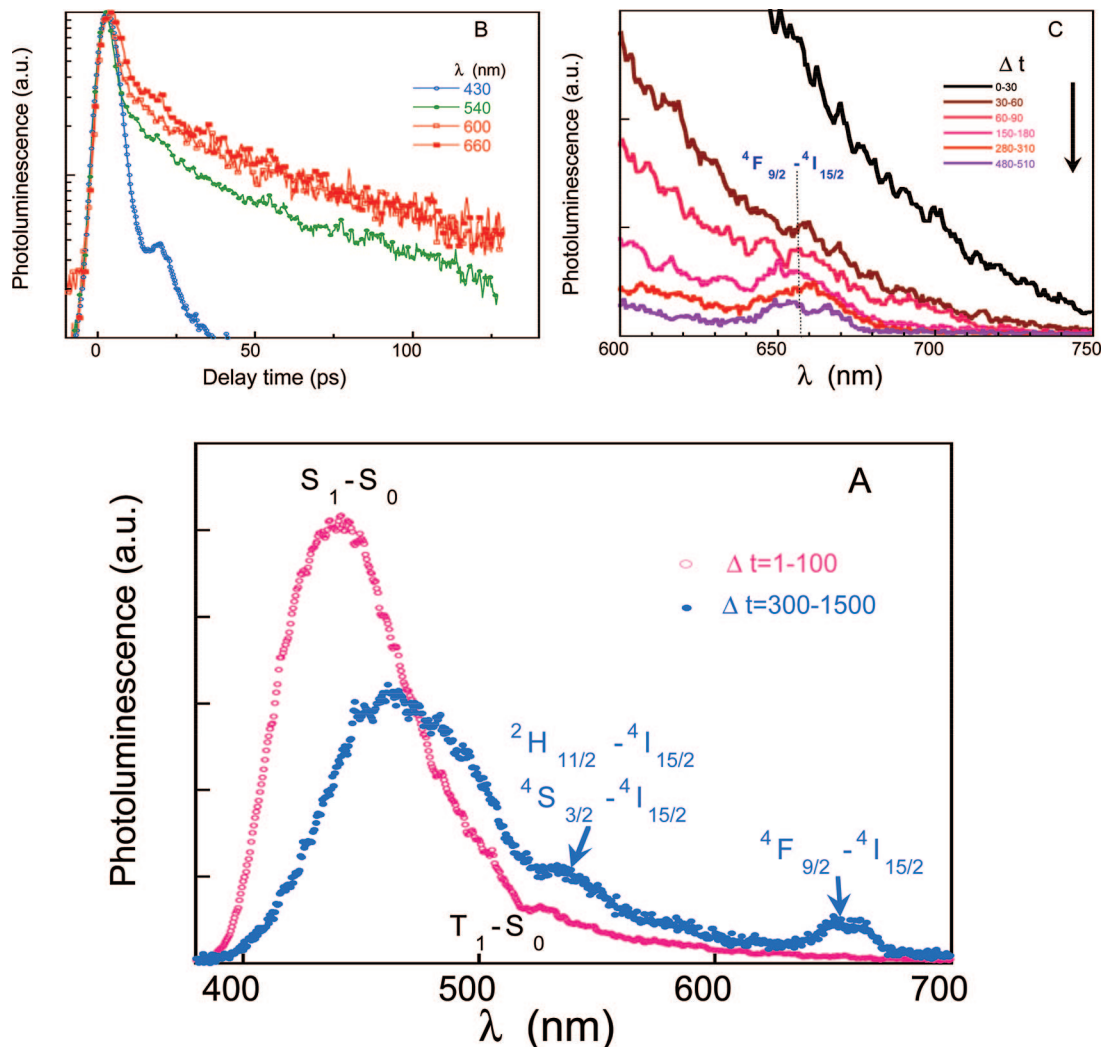 B
Photoluminescence (a.u.)
λ (nm)
430
540
600
660
0 50 100
Delay time (ps)
C
Photoluminescence (a.u.)
Δ t
0-30
30-60
60-90
150-180
280-310
480-510
⁴F₉/₂-⁴I₁₅/₂
600 650 700 750
λ (nm)
A
Photoluminescence (a.u.)
S₁-S₀
Δ t=1-100
Δ t=300-1500
²H₁₁/₂ -⁴I₁₅/₂
⁴S₃/₂ -⁴I₁₅/₂
⁴F₉/₂-⁴I₁₅/₂
T₁-S₀
400 500 600 700
λ (nm)